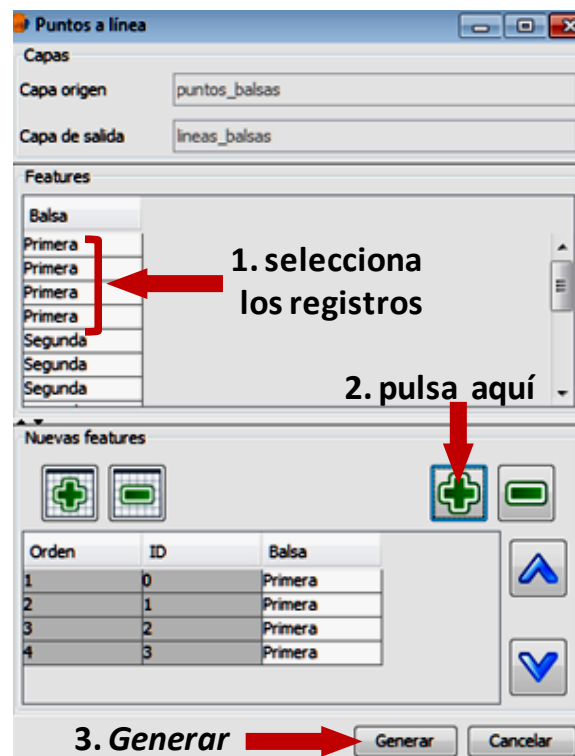 Puntos a línea
Capas
Capa origen puntos_balsas
Capa de salida lineas_balsas
Features
Balsa
Primera
Primera
Primera
Primera
Segunda
Segunda
Segunda
1. selecciona
los registros
2. pulsa aquí
Nuevas features
Orden ID Balsa
1 0 Primera
2 1 Primera
3 2 Primera
4 3 Primera
3. Generar
Generar Cancelar